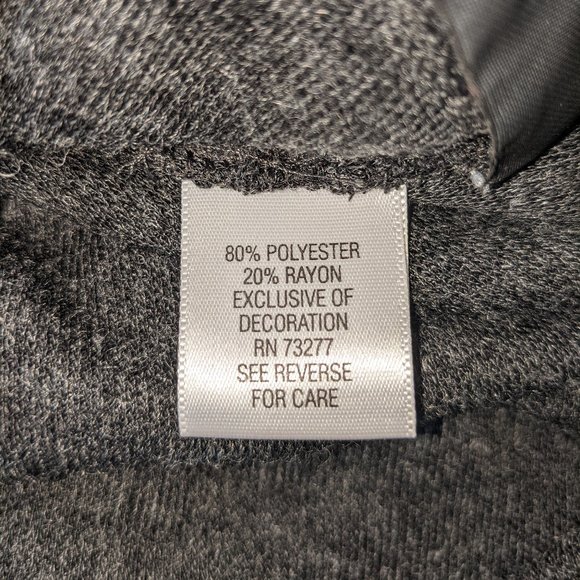 80% POLYESTER
20% RAYON
EXCLUSIVE OF
DECORATION
RN 73277
SEE REVERSE
FOR CARE